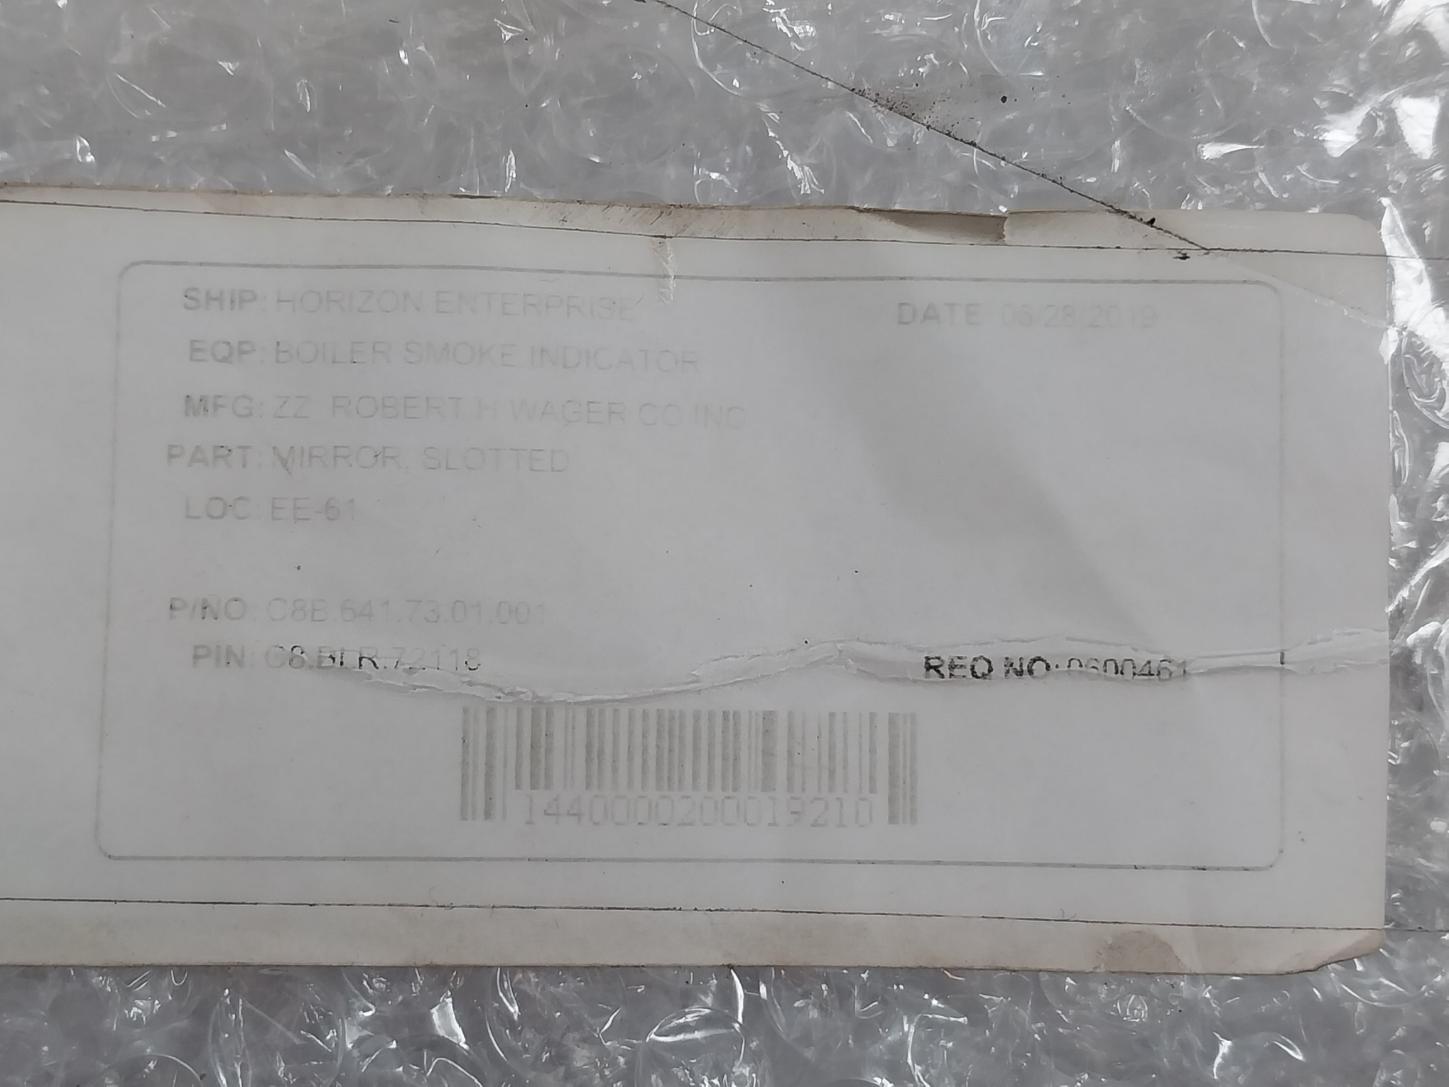 SHIP: HORIZON ENTERPRISE
DATE 06/28/2019
EQP: BOILER SMOKE INDICATOR
MFG: ZZ ROBERT H WAGER CO INC
PART: MIRROR, SLOTTED
LOC: EE-61
P/NO: C8B.641.73.01.001
PIN: C8.BLR.72118
REQ NO: 0600461
1440000200019210